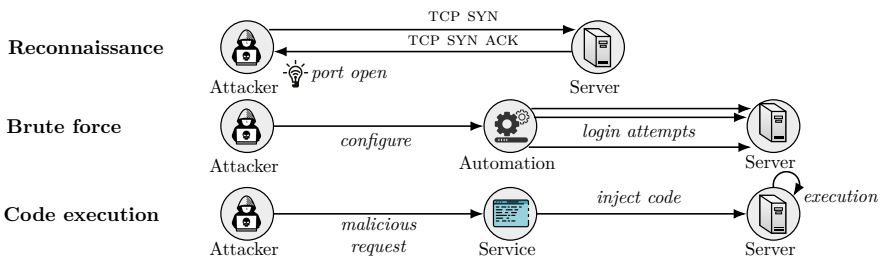 TCP SYN
Reconnaissance
TCP SYN ACK
port open
Attacker
Server
Brute force
configure
login attempts
Attacker
Automation
Server
Code execution
malicious
request
inject code
execution
Attacker
Service
Server